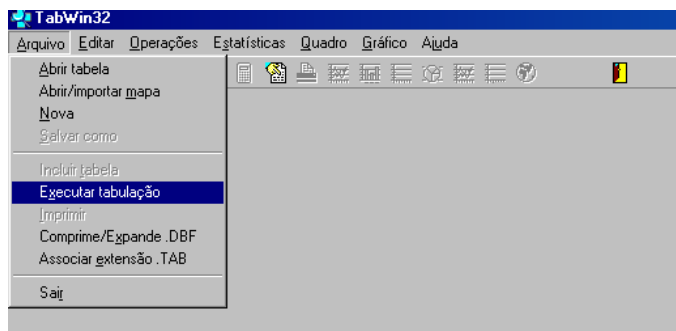 TabWin32
Arquivo Editar Operações Estatísticas Quadro Gráfico Ajuda
Abrir tabela
Abrir/importar mapa
Nova
Salvar como
Incluir tabela
Executar tabulação
Imprimir
Comprime/Expande .DBF
Associar extensão .TAB
Sair